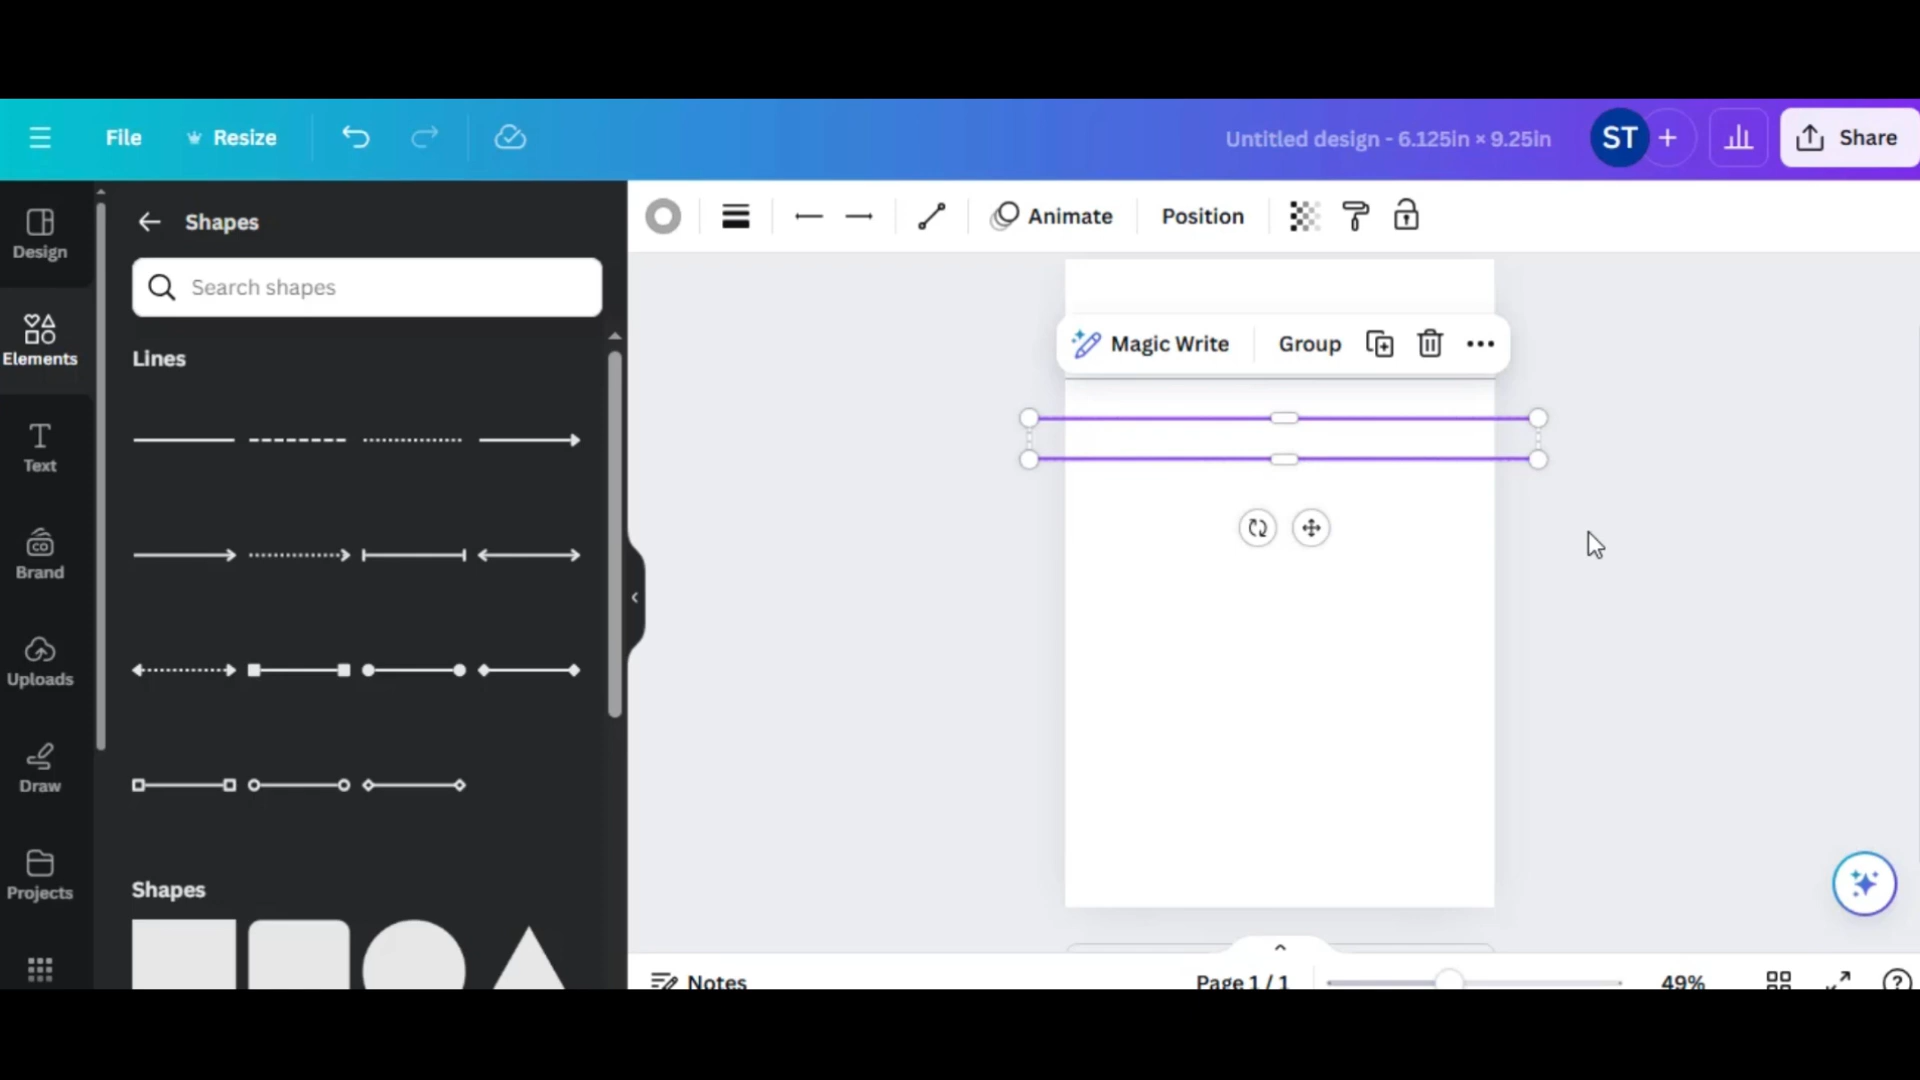 File
Resize
Untitled design - 6.125in × 9.25in
ST
+
Share
Design
Elements
Text
Brand
CO
Uploads
Draw
Projects
Shapes
Search shapes
Lines
Shapes
Animate
Position
Magic Write
Group
Notes
Page 1 / 1
49%
?